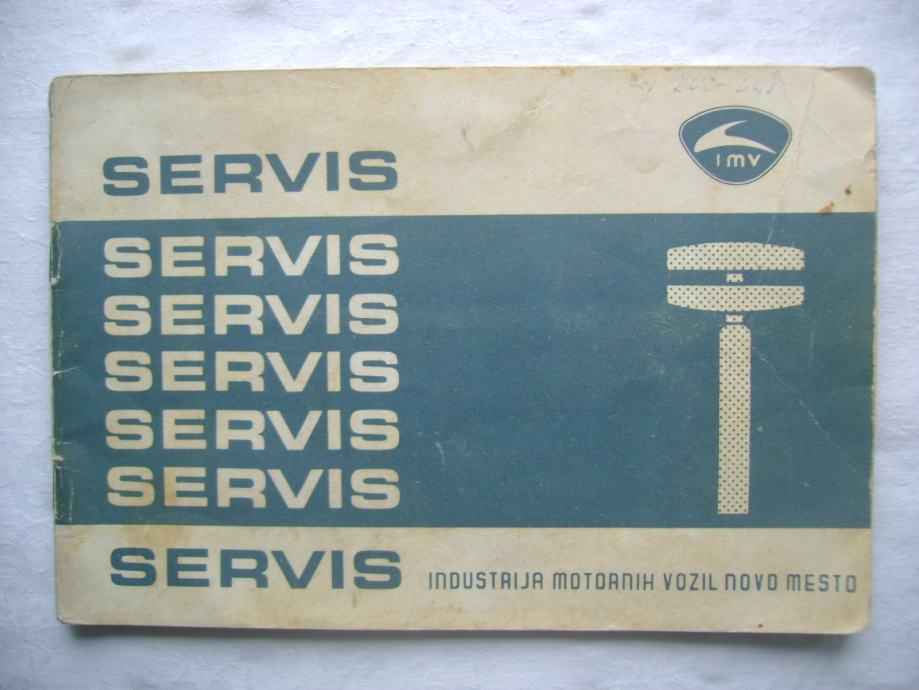 SERVIS
IMV
SERVIS
SERVIS
SERVIS
SERVIS
SERVIS
SERVIS
INDUSTRIJA MOTORNIH VOZIL NOVO MESTO